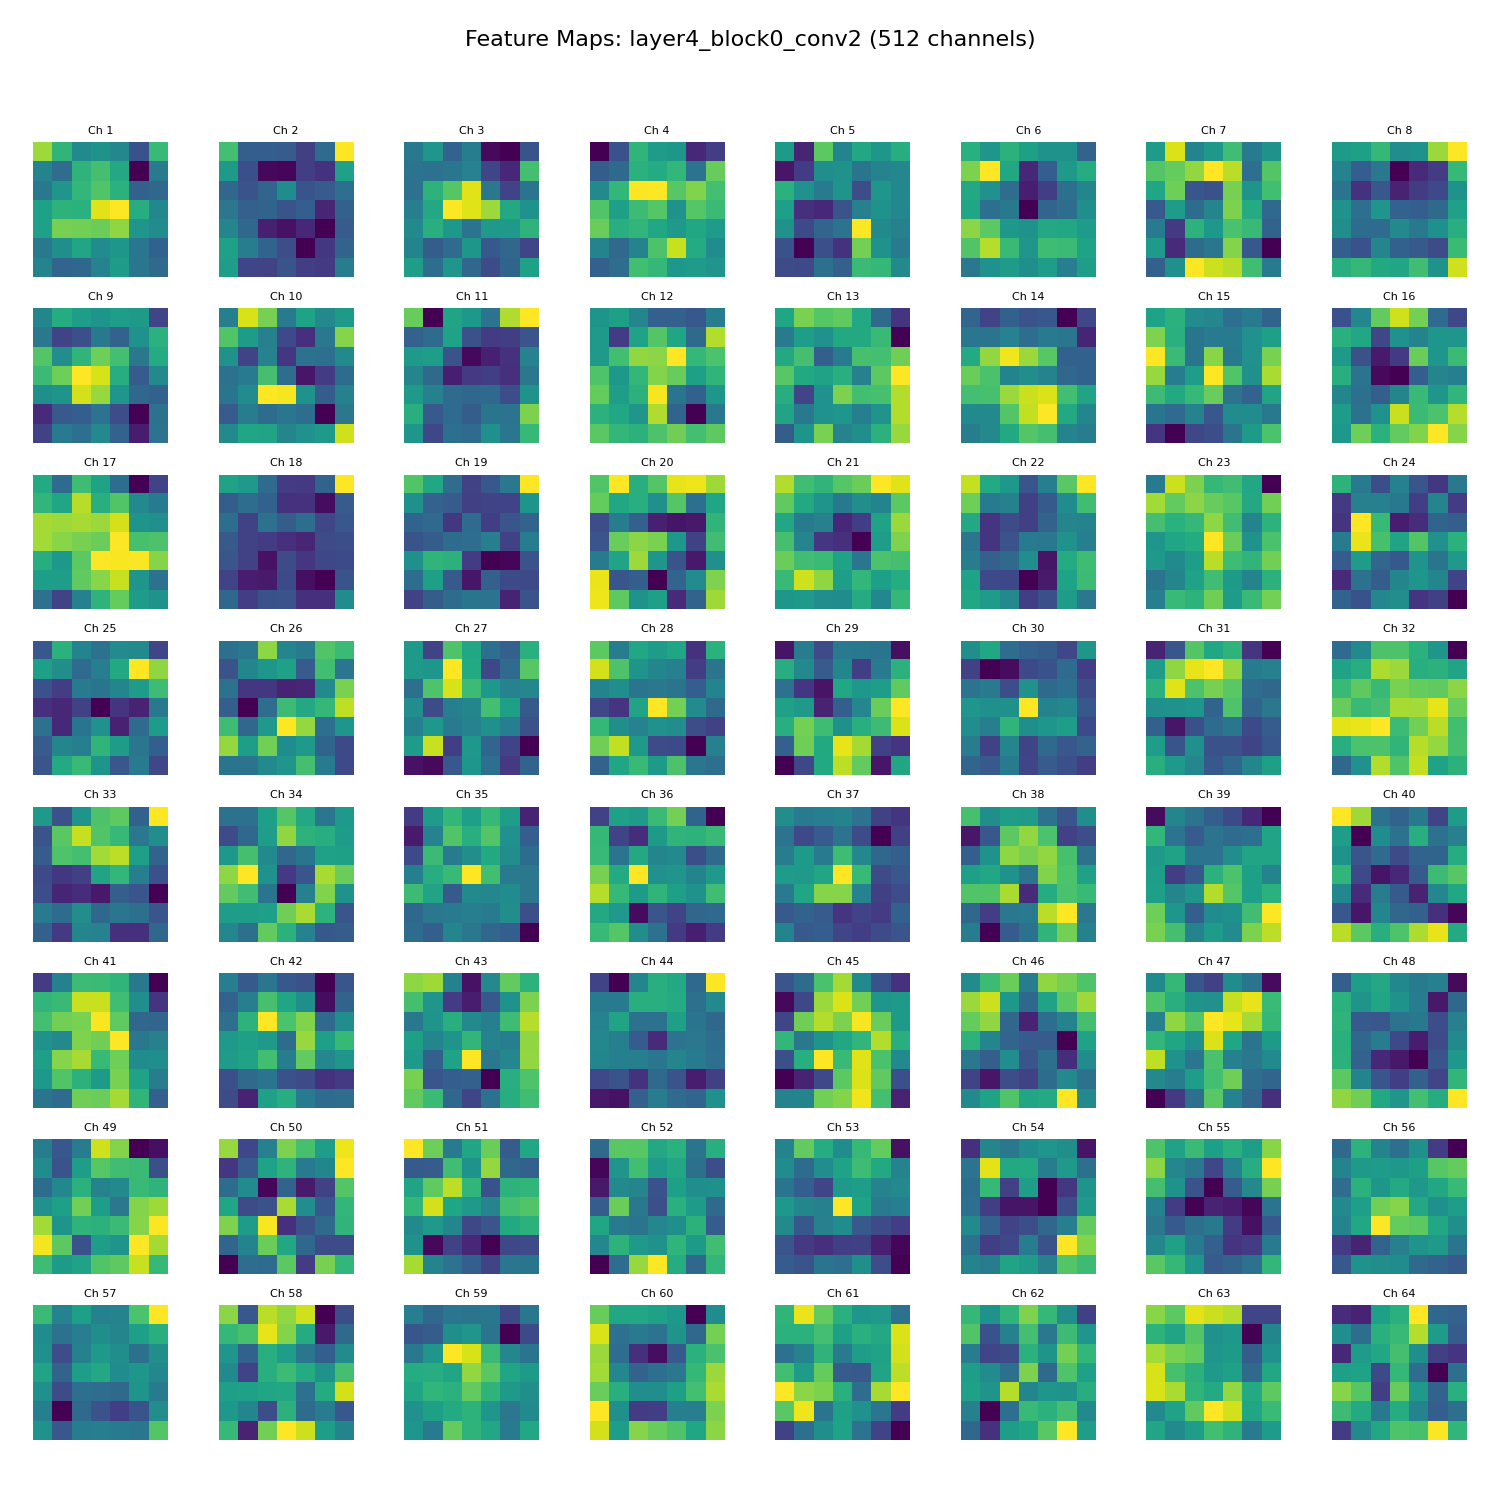 Feature Maps: layer4_block0_conv2 (512 channels)
Ch 1 Ch 2 Ch 3 Ch 4 Ch 5 Ch 6 Ch 7 Ch 8
Ch 9 Ch 10 Ch 11 Ch 12 Ch 13 Ch 14 Ch 15 Ch 16
Ch 17 Ch 18 Ch 19 Ch 20 Ch 21 Ch 22 Ch 23 Ch 24
Ch 25 Ch 26 Ch 27 Ch 28 Ch 29 Ch 30 Ch 31 Ch 32
Ch 33 Ch 34 Ch 35 Ch 36 Ch 37 Ch 38 Ch 39 Ch 40
Ch 41 Ch 42 Ch 43 Ch 44 Ch 45 Ch 46 Ch 47 Ch 48
Ch 49 Ch 50 Ch 51 Ch 52 Ch 53 Ch 54 Ch 55 Ch 56
Ch 57 Ch 58 Ch 59 Ch 60 Ch 61 Ch 62 Ch 63 Ch 64